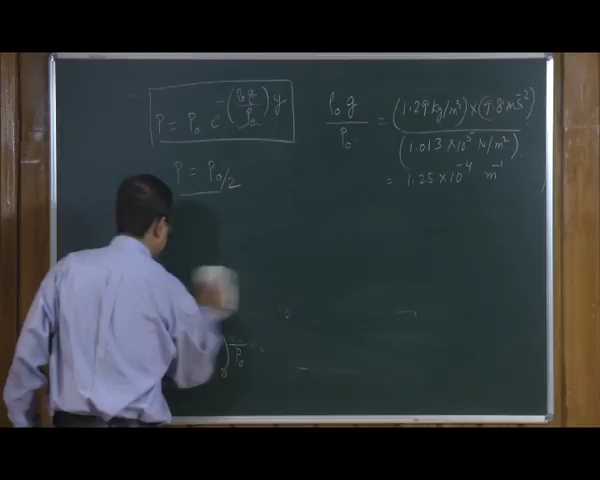 P = P₀ e^-(ρ₀g/P₀)y
P = P₀/2
ρ₀g/P₀ = (1.29 kg/m³)×(9.8 ms⁻²)/(1.013×10⁵ N/m²)
= 1.25×10⁻⁴ m⁻¹
P₀